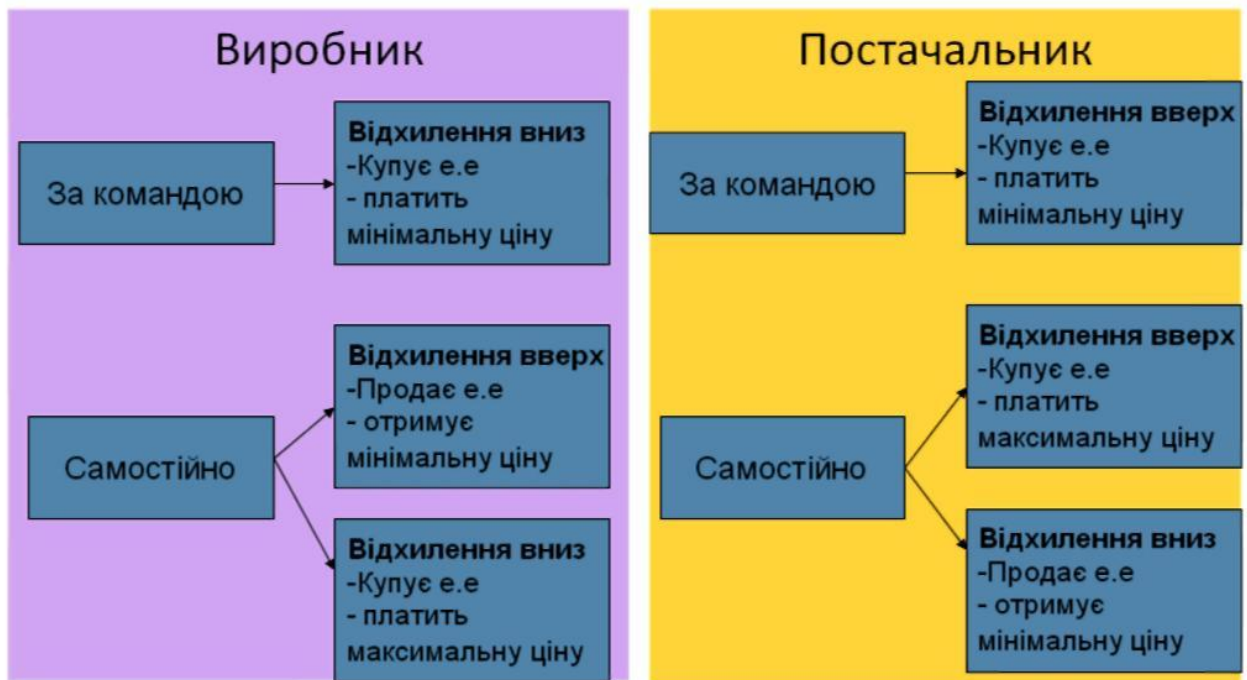 Виробник
За командою
Відхилення вниз
-Купує е.е
- платить
мінімальну ціну
Самостійно
Відхилення вверх
-Продає е.е
- отримує
мінімальну ціну
Відхилення вниз
-Купує е.е
- платить
максимальну ціну
Постачальник
За командою
Відхилення вверх
-Купує е.е
- платить
мінімальну ціну
Самостійно
Відхилення вверх
-Купує е.е
- платить
максимальну ціну
Відхилення вниз
-Продає е.е
- отримує
мінімальну ціну